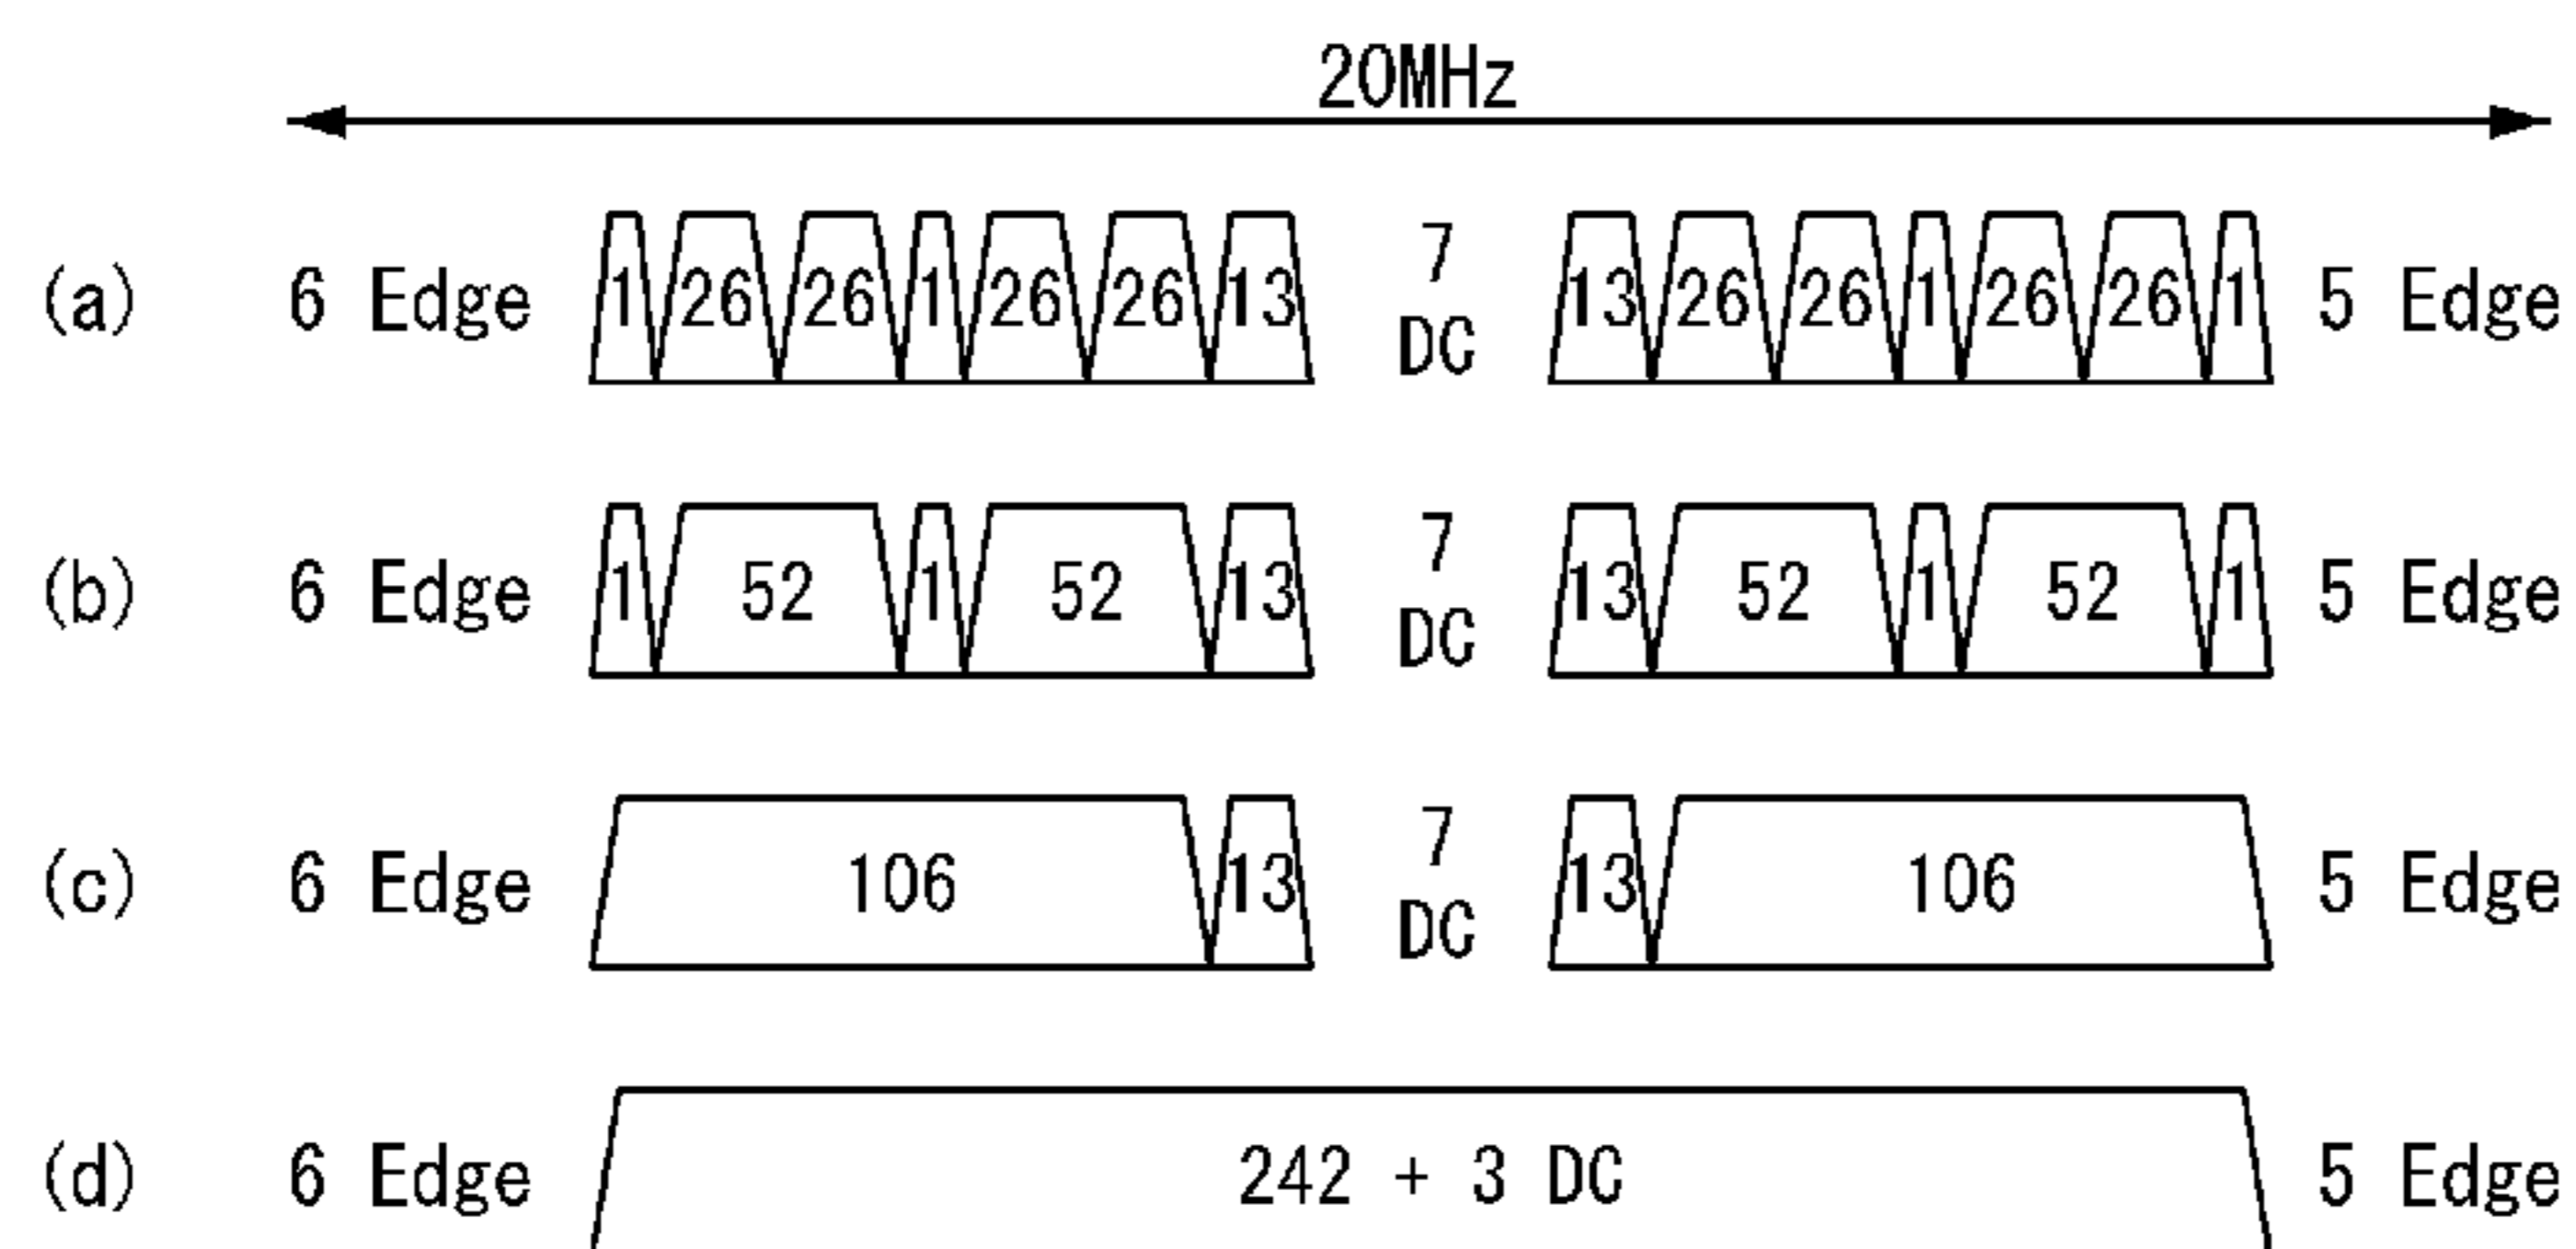 20MHz
(a) 6 Edge 1 26 26 1 26 26 13 7 DC 13 26 26 1 26 26 1 5 Edge
(b) 6 Edge 1 52 1 52 13 7 DC 13 52 1 52 1 5 Edge
(c) 6 Edge 106 13 7 DC 13 106 5 Edge
(d) 6 Edge 242 + 3 DC 5 Edge